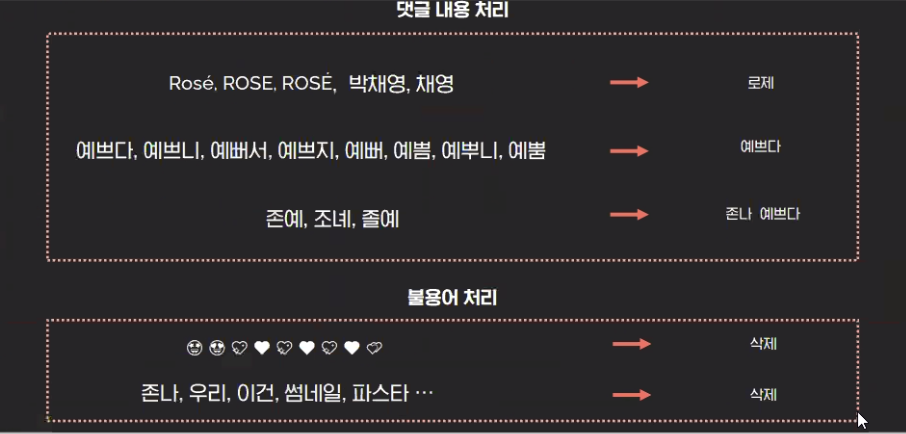 댓글 내용 처리
Rosé, ROSE, ROSÉ, 박채영, 채영 → 로제
예쁘다, 예쁘니, 예뻐서, 예쁘지, 예뻐, 예쁨, 예뿌니, 예뿜 → 예쁘다
존예, 조녜, 졸예 → 존나 예쁘다
불용어 처리
→ 삭제
존나, 우리, 이건, 썸네일, 파스타 ··· → 삭제